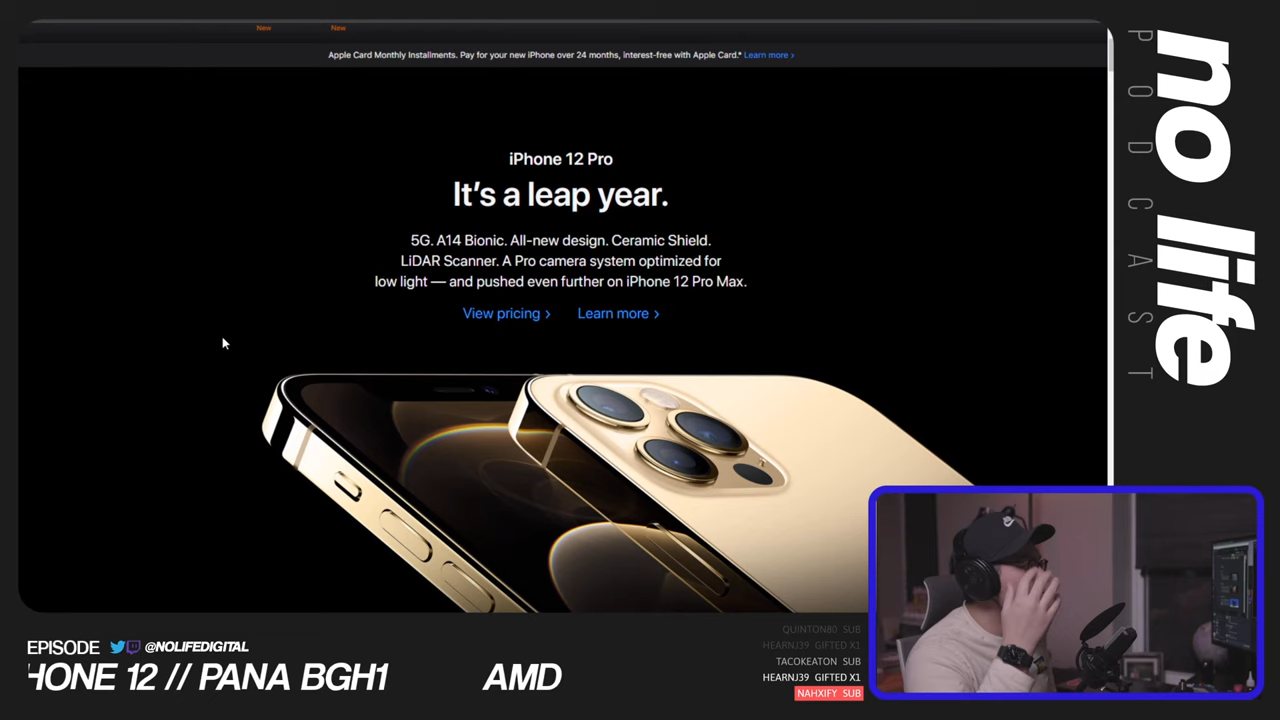 New New
Apple Card Monthly Installments. Pay for your new iPhone over 24 months, interest-free with Apple Card.* Learn more >
iPhone 12 Pro
It's a leap year.
5G. A14 Bionic. All-new design. Ceramic Shield.
LiDAR Scanner. A Pro camera system optimized for
low light — and pushed even further on iPhone 12 Pro Max.
View pricing > Learn more >
no life
PODCAST
EPISODE @NOLIFEDIGITAL
HONE 12 // PANA BGH1 AMD
QUINTON80 SUB
HEARNJ39 GIFTED X1
TACOKEATON SUB
HEARNJ39 GIFTED X1
NAHXIFY SUB